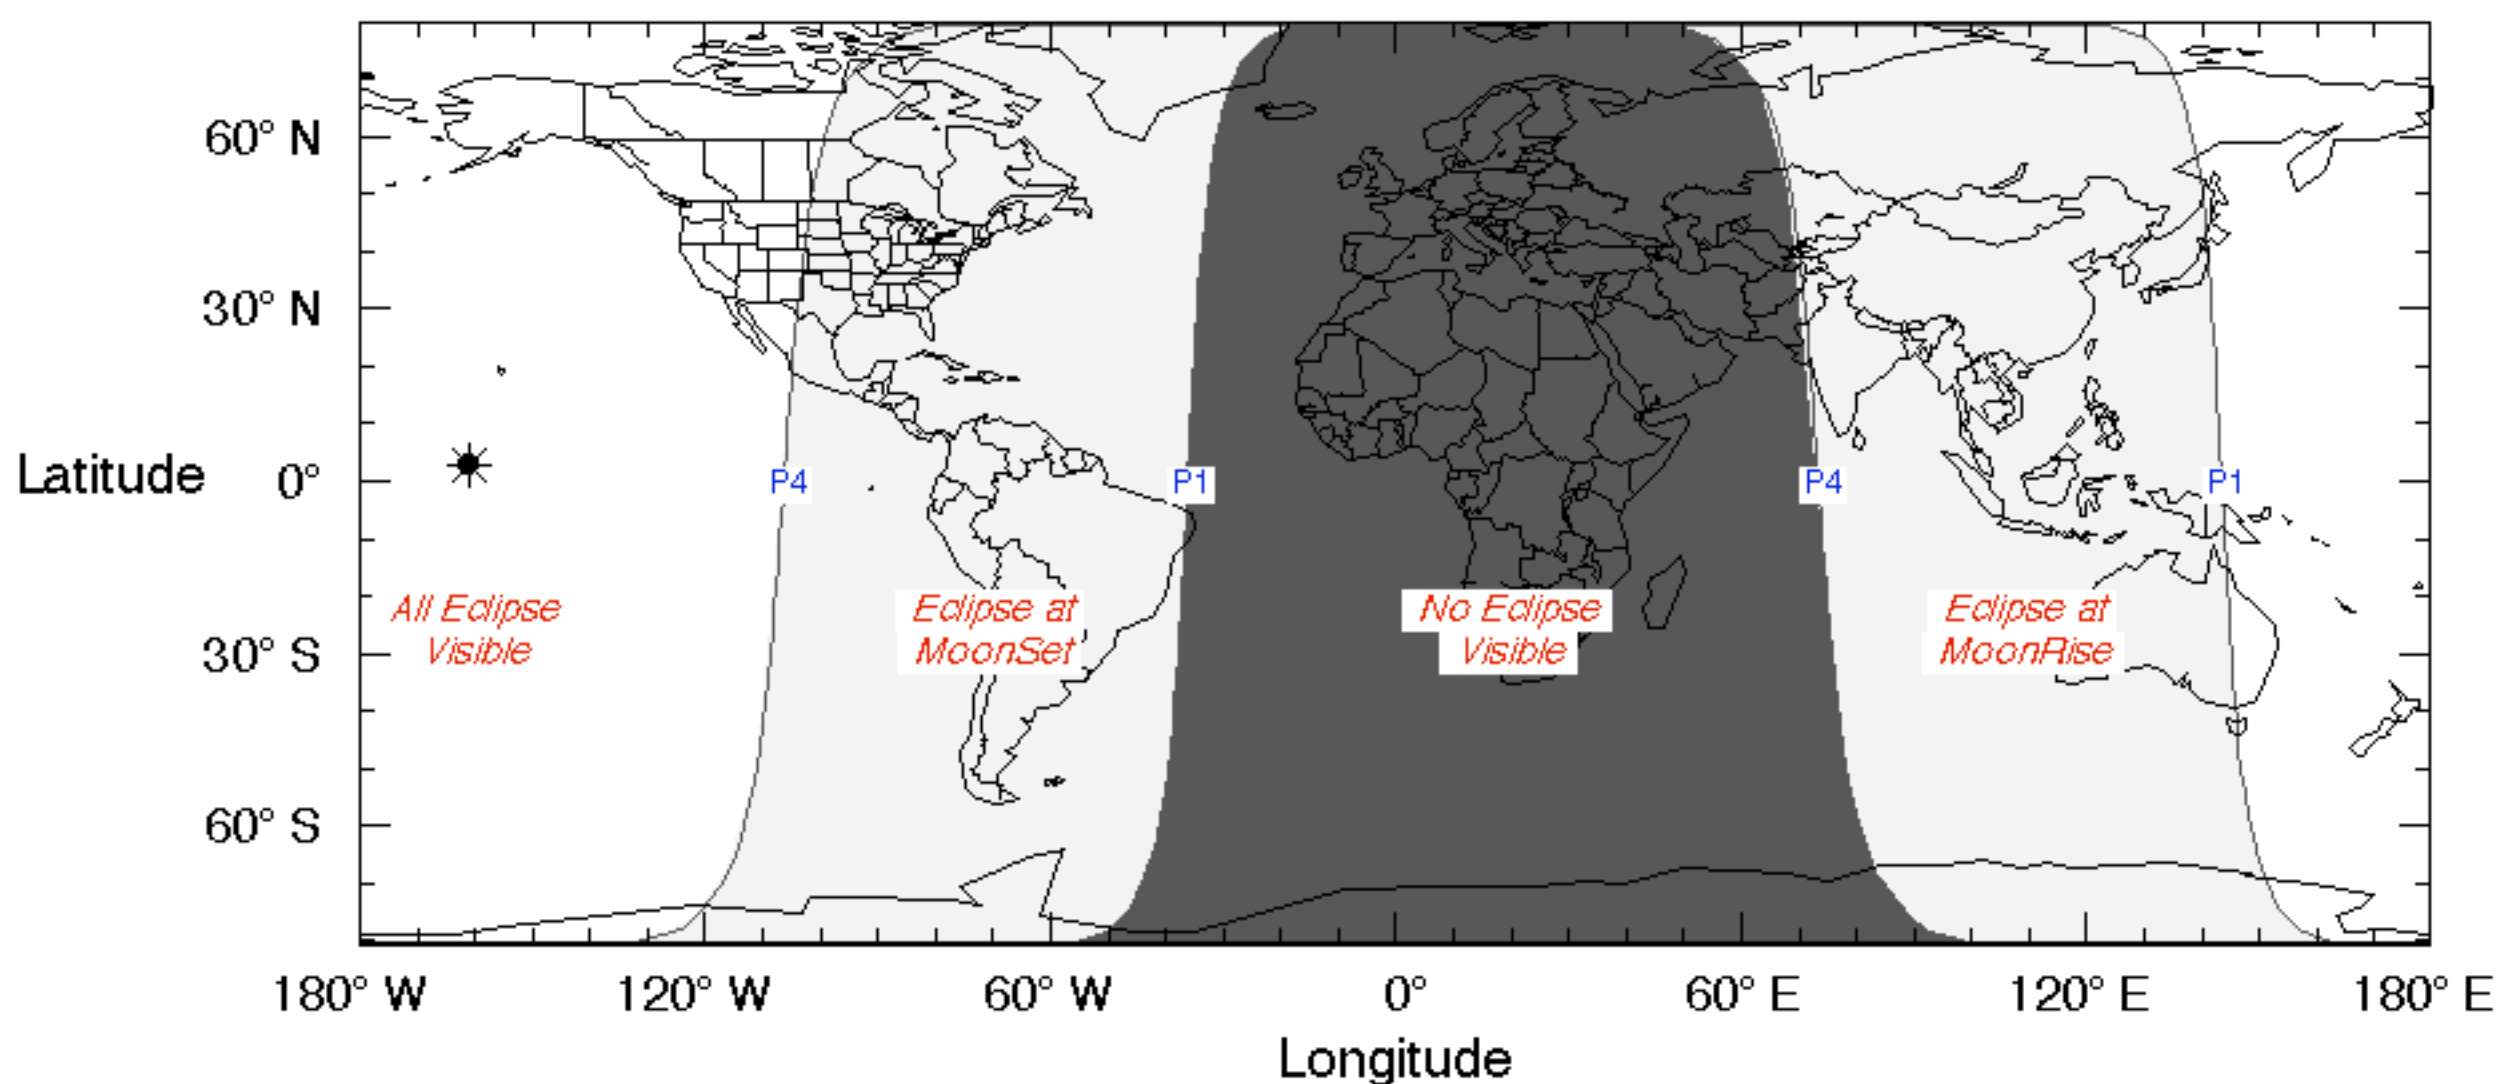 60° N
30° N
Latitude 0°
P4 P1 P4 P1
All Eclipse Visible
Eclipse at MoonSet
No Eclipse Visible
Eclipse at MoonRise
30° S
60° S
180° W 120° W 60° W 0° 60° E 120° E 180° E
Longitude